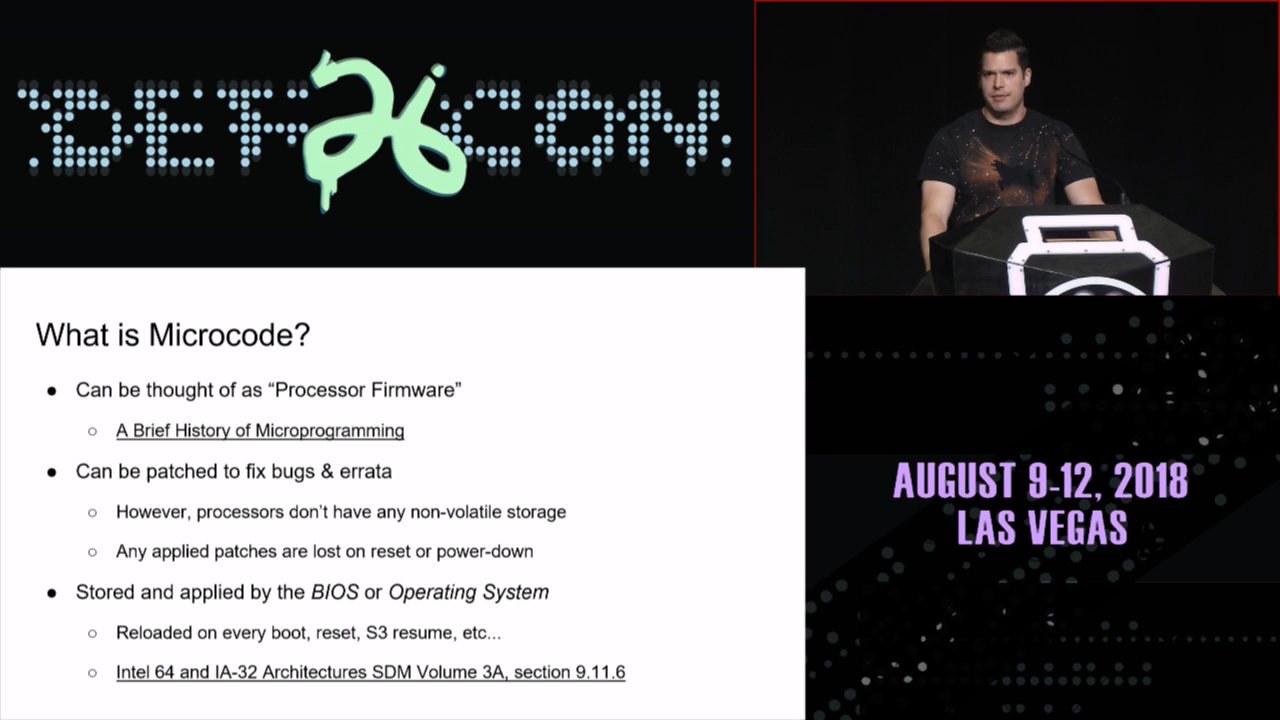 DEF 26 CON
What is Microcode?
● Can be thought of as “Processor Firmware”
○ A Brief History of Microprogramming
● Can be patched to fix bugs & errata
○ However, processors don’t have any non-volatile storage
○ Any applied patches are lost on reset or power-down
● Stored and applied by the BIOS or Operating System
○ Reloaded on every boot, reset, S3 resume, etc...
○ Intel 64 and IA-32 Architectures SDM Volume 3A, section 9.11.6
AUGUST 9-12, 2018
LAS VEGAS